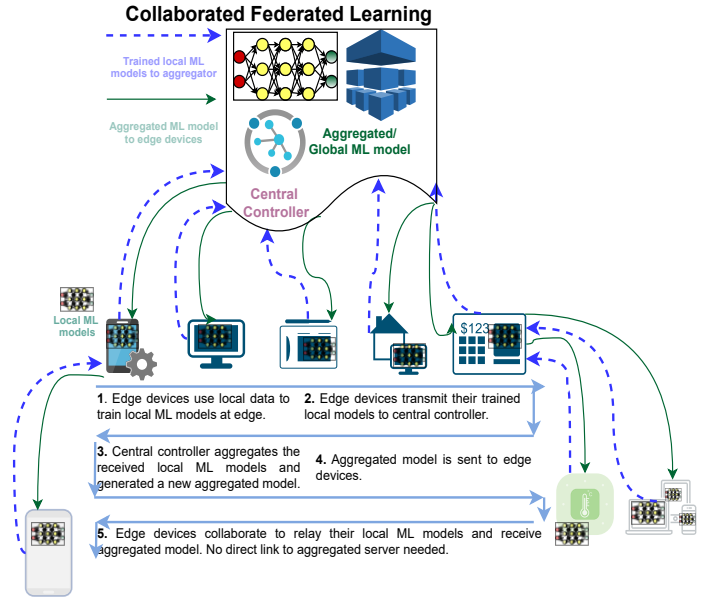 Collaborated Federated Learning
Trained local ML
models to aggregator
Aggregated ML model
to edge devices
Aggregated/
Global ML model
Central
Controller
Local ML
models
$123
1. Edge devices use local data to
train local ML models at edge.
2. Edge devices transmit their trained
local models to central controller.
3. Central controller aggregates the
received local ML models and
generated a new aggregated model.
4. Aggregated model is sent to edge
devices.
5. Edge devices collaborate to relay their local ML models and receive
aggregated model. No direct link to aggregated server needed.